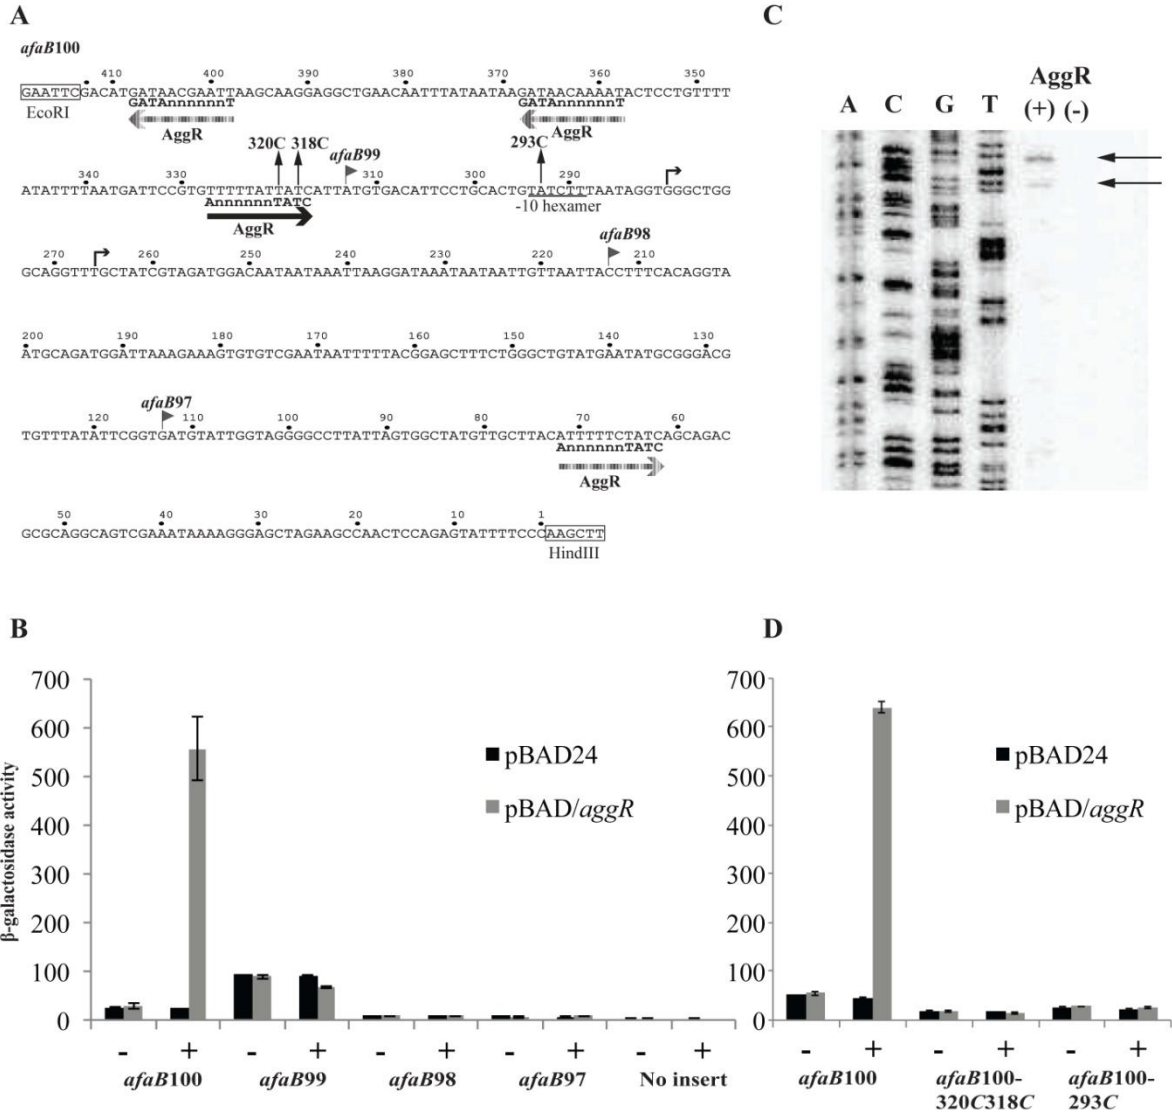 A
afaB100
410 400 390 380 370 360 350
GAATTCGACATGATAACGAATTAAGCAAGGAGGCTGAACAATTTATAATAAGATAACAAAATACTCCTGTTTT
EcoRI
GATAnnnnnnT GATAnnnnnnT
AggR AggR
320C 318C afaB99 293C
340 330 310 300 290
ATATTTTAATGATTCCGTGTTTTTATTATCATTATGTGACATTCCTGCACTGTATCTTTAATAGGTGGGCTGG
AnnnnnnTATC
-10 hexamer
AggR
afaB98
270 260 250 240 230 220 210
GCAGGTTTGCTATCGTAGATGGACAATAATAAATTAAGGATAAATAATAATTGTTAATTACCTTTCACAGGTA
200 190 180 170 160 150 140 130
ATGCAGATGGATTAAAGAAAGTGTGTCGAATAATTTTTACGGAGCTTTCTGGGCTGTATGAATATGCGGGACG
afaB97
120 110 100 90 80 70 60
TGTTTATATTCGGTGATGTATTGGTAGGGGCCTTATTAGTGGCTATGTTGCTTACATTTTTCTATCAGCAGAC
AnnnnnnTATC
AggR
50 40 30 20 10 1
GCGCAGGCAGTCGAAATAAAAGGGAGCTAGAAGCCAACTCCAGAGTATTTTCCCAAGCTT
HindIII
C
AggR
A C G T (+) (-)
B
β-galactosidase activity
700
600
500
400
300
200
100
0
pBAD24
pBAD/aggR
- + - + - + - + - +
afaB100 afaB99 afaB98 afaB97 No insert
D
700
600
500
400
300
200
100
0
pBAD24
pBAD/aggR
- + - + - +
afaB100 afaB100- afaB100-
320C318C 293C